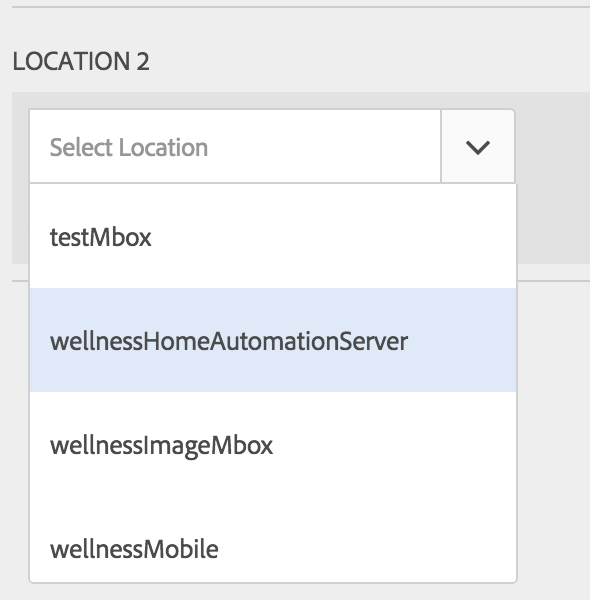 LOCATION 2
Select Location
testMbox
wellnessHomeAutomationServer
wellnessImageMbox
wellnessMobile